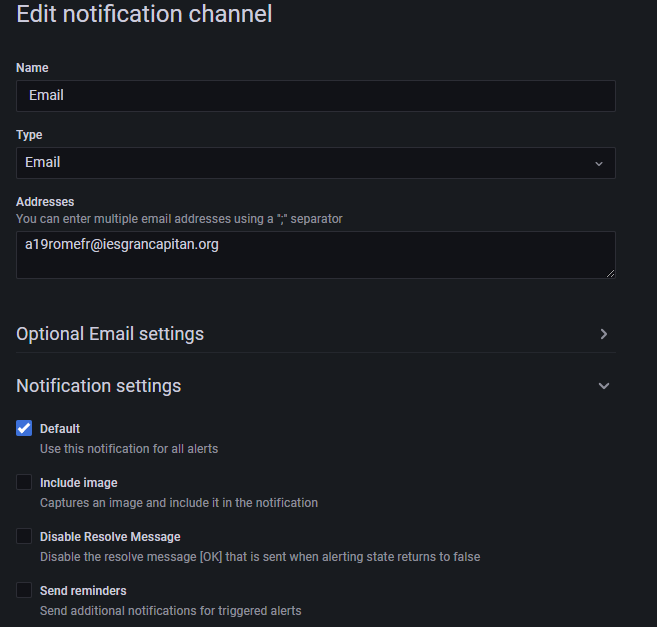 Edit notification channel
Name
Email
Type
Email
Addresses
You can enter multiple email addresses using a ";" separator
a19romefr@iesgrancapitan.org
Optional Email settings
Notification settings
Default
Use this notification for all alerts
Include image
Captures an image and include it in the notification
Disable Resolve Message
Disable the resolve message [OK] that is sent when alerting state returns to false
Send reminders
Send additional notifications for triggered alerts